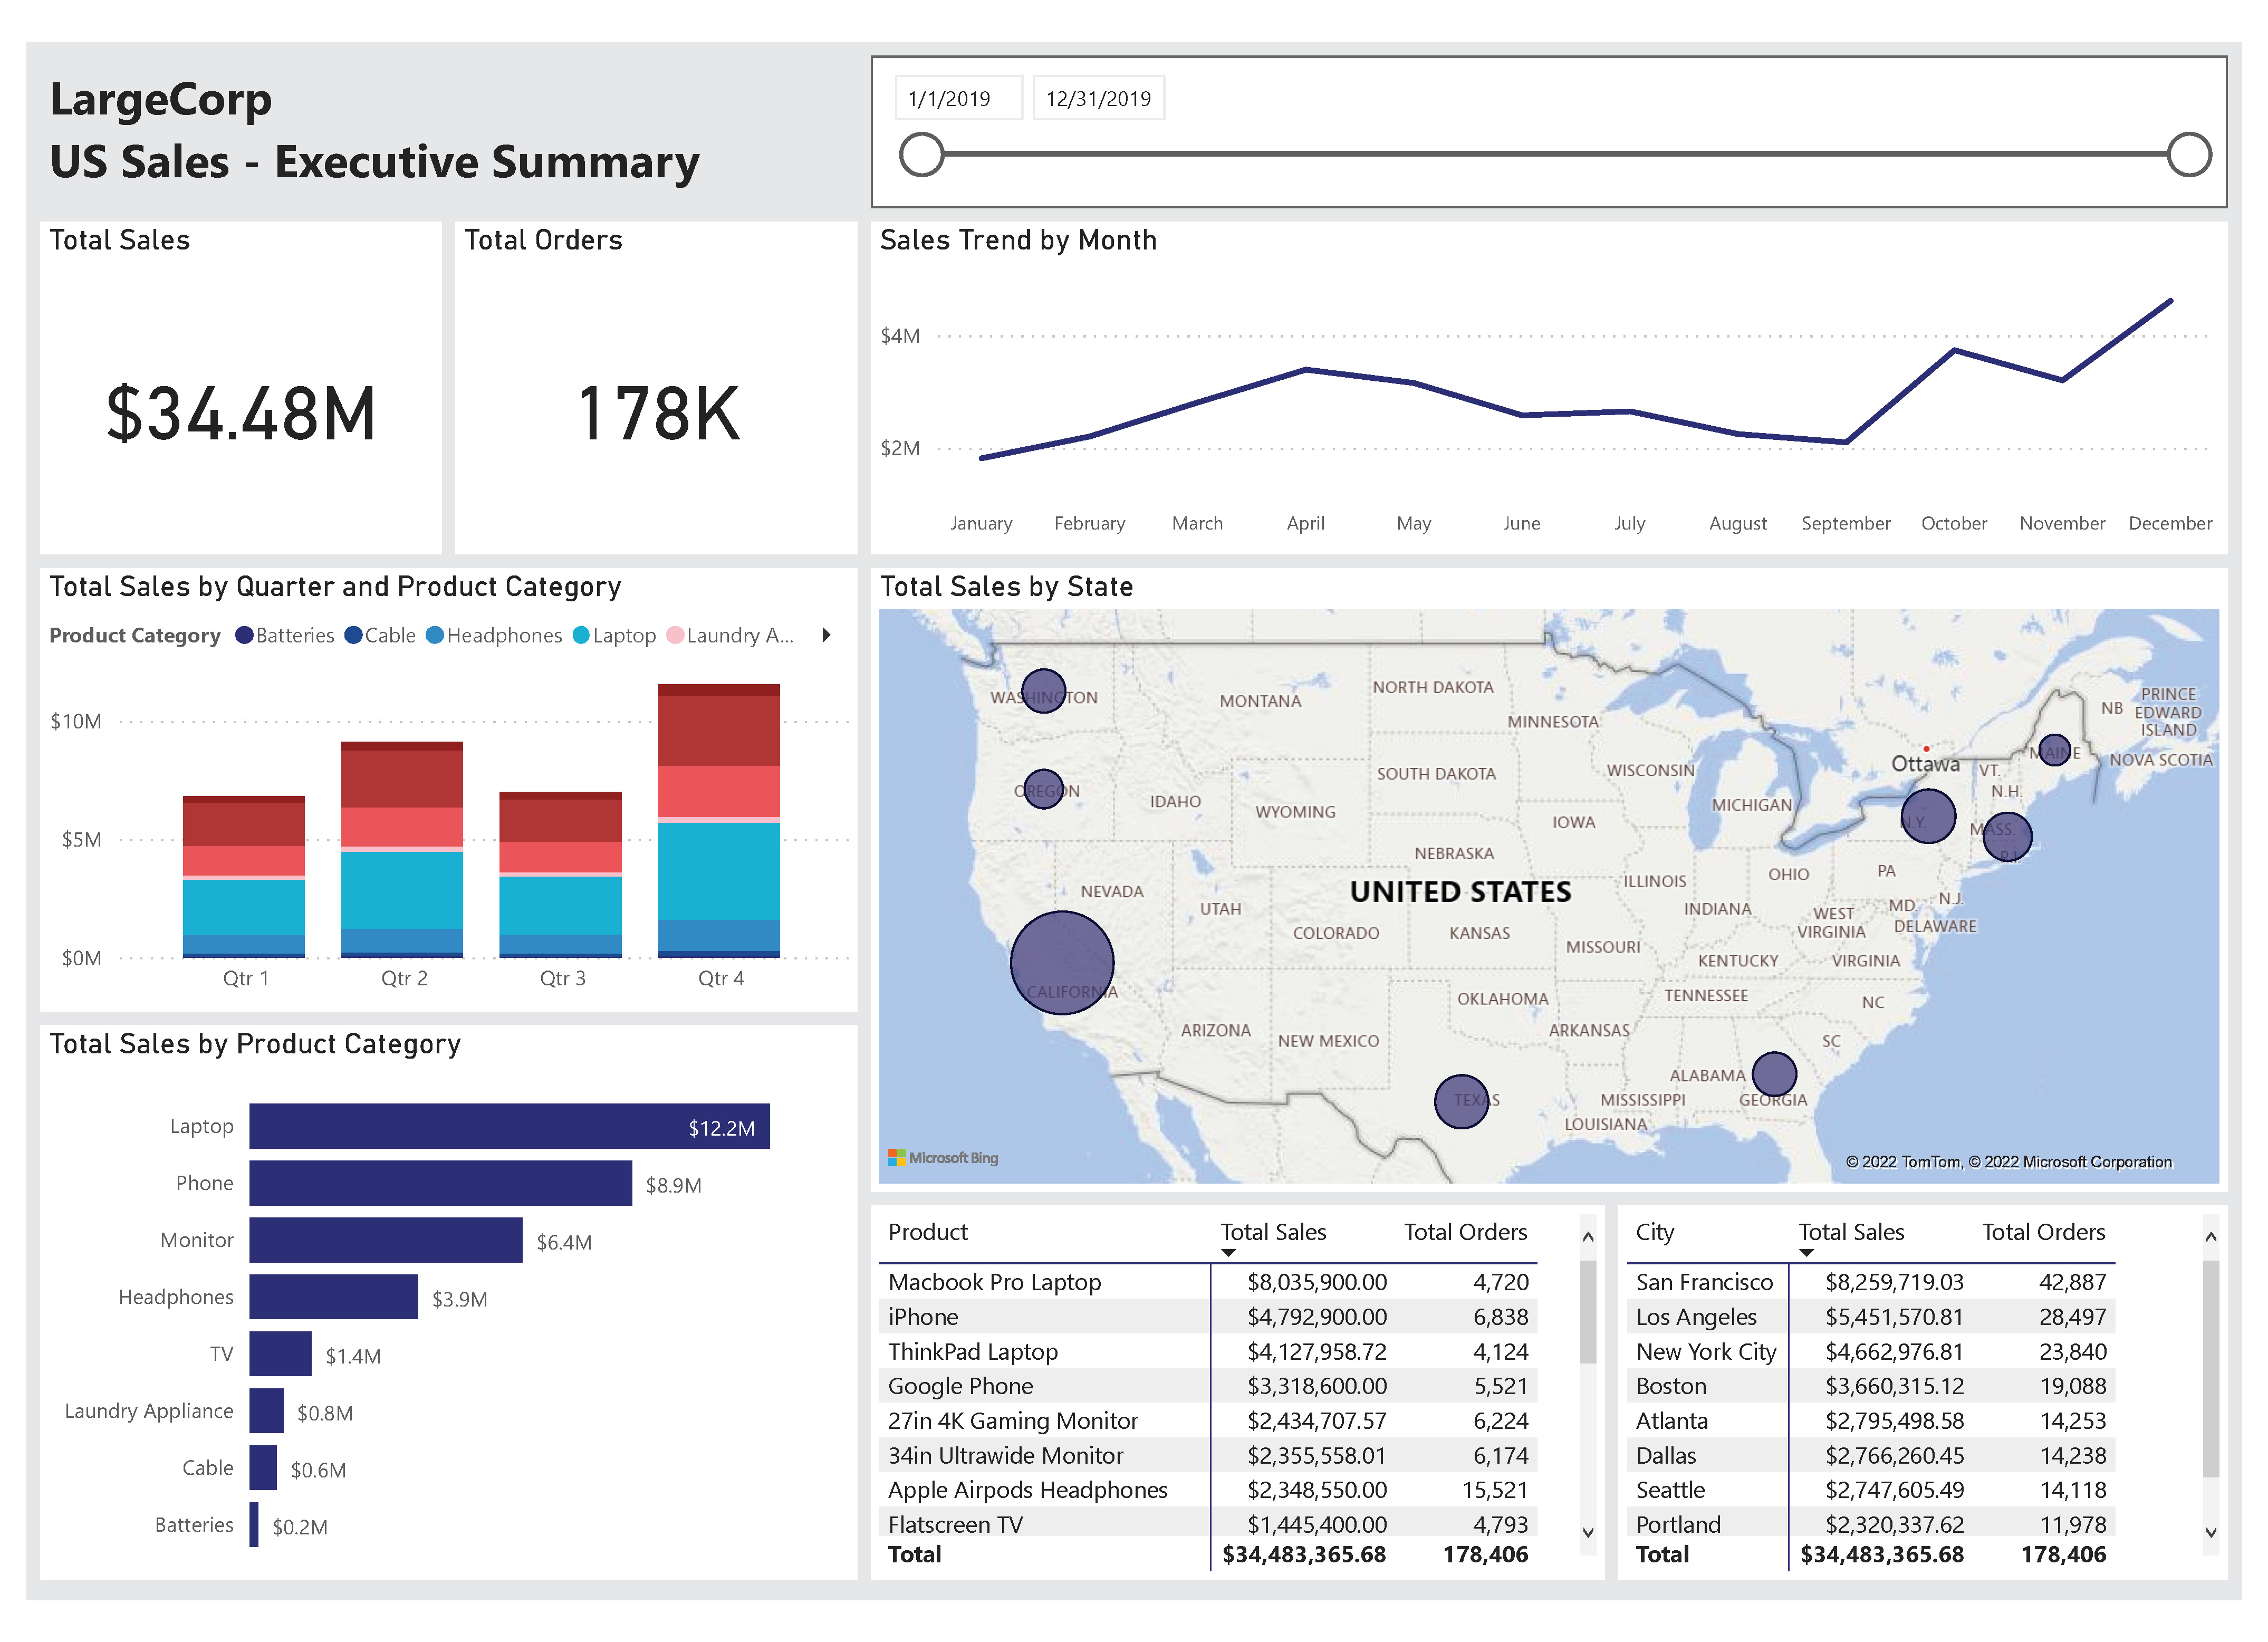 LargeCorp
US Sales - Executive Summary
1/1/2019 12/31/2019
Total Sales
$34.48M
Total Orders
178K
Sales Trend by Month
$4M
$2M
January February March April May June July August September October November December
Total Sales by Quarter and Product Category
Product Category Batteries Cable Headphones Laptop Laundry A...
$10M
$5M
$0M
Qtr 1 Qtr 2 Qtr 3 Qtr 4
Total Sales by State
WASHINGTON
MONTANA
NORTH DAKOTA
MINNESOTA
OREGON
IDAHO
WYOMING
SOUTH DAKOTA
WISCONSIN
MICHIGAN
Ottawa
VT.
N.H.
MAINE
NB
PRINCE
EDWARD
ISLAND
NOVA SCOTIA
N.Y.
MASS.
R.I.
IOWA
NEBRASKA
NEVADA
UTAH
UNITED STATES
ILLINOIS
INDIANA
OHIO
PA
MD.
N.J.
DELAWARE
WEST
VIRGINIA
COLORADO
KANSAS
MISSOURI
KENTUCKY
VIRGINIA
CALIFORNIA
ARIZONA
NEW MEXICO
OKLAHOMA
ARKANSAS
TENNESSEE
NC
SC
TEXAS
ALABAMA
MISSISSIPPI
GEORGIA
LOUISIANA
Microsoft Bing
© 2022 TomTom, © 2022 Microsoft Corporation
Total Sales by Product Category
Laptop $12.2M
Phone $8.9M
Monitor $6.4M
Headphones $3.9M
TV $1.4M
Laundry Appliance $0.8M
Cable $0.6M
Batteries $0.2M
Product Total Sales Total Orders
Macbook Pro Laptop $8,035,900.00 4,720
iPhone $4,792,900.00 6,838
ThinkPad Laptop $4,127,958.72 4,124
Google Phone $3,318,600.00 5,521
27in 4K Gaming Monitor $2,434,707.57 6,224
34in Ultrawide Monitor $2,355,558.01 6,174
Apple Airpods Headphones $2,348,550.00 15,521
Flatscreen TV $1,445,400.00 4,793
Total $34,483,365.68 178,406
City Total Sales Total Orders
San Francisco $8,259,719.03 42,887
Los Angeles $5,451,570.81 28,497
New York City $4,662,976.81 23,840
Boston $3,660,315.12 19,088
Atlanta $2,795,498.58 14,253
Dallas $2,766,260.45 14,238
Seattle $2,747,605.49 14,118
Portland $2,320,337.62 11,978
Total $34,483,365.68 178,406